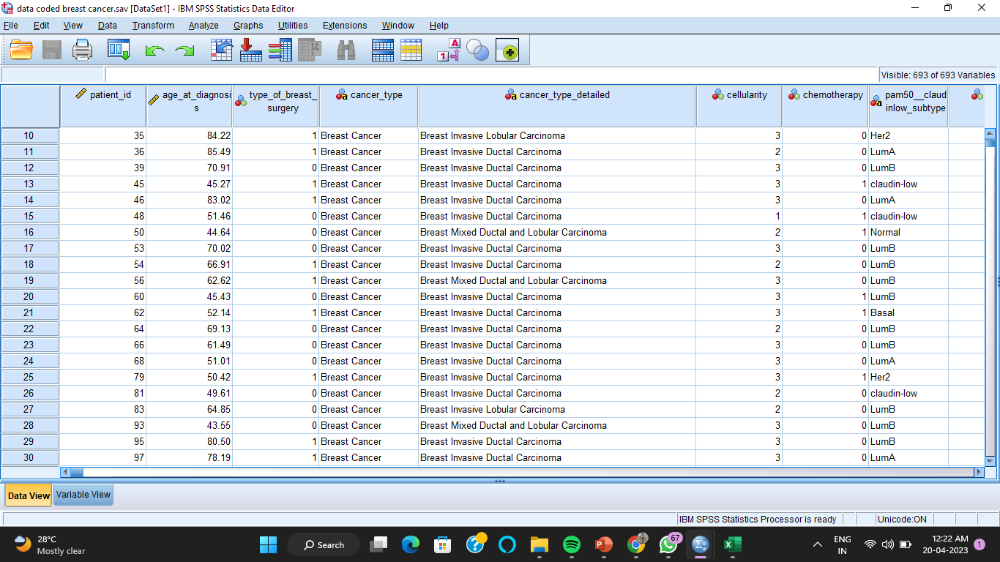 data coded breast cancer.sav [DataSet1] - IBM SPSS Statistics Data Editor
File Edit View Data Transform Analyze Graphs Utilities Extensions Window Help
Visible: 693 of 693 Variables
patient_id age_at_diagnosi type_of_breast_ cancer_type cancer_type_detailed cellularity chemotherapy pam50__claud
s surgery inlow_subtype
10 35 84.22 1 Breast Cancer Breast Invasive Lobular Carcinoma 3 0 Her2
11 36 85.49 1 Breast Cancer Breast Invasive Ductal Carcinoma 2 0 LumA
12 39 70.91 0 Breast Cancer Breast Invasive Ductal Carcinoma 3 0 LumB
13 45 45.27 1 Breast Cancer Breast Invasive Ductal Carcinoma 3 1 claudin-low
14 46 83.02 1 Breast Cancer Breast Invasive Ductal Carcinoma 3 0 LumA
15 48 51.46 0 Breast Cancer Breast Invasive Ductal Carcinoma 1 1 claudin-low
16 50 44.64 0 Breast Cancer Breast Mixed Ductal and Lobular Carcinoma 2 1 Normal
17 53 70.02 0 Breast Cancer Breast Invasive Ductal Carcinoma 3 0 LumB
18 54 66.91 1 Breast Cancer Breast Invasive Ductal Carcinoma 2 0 LumB
19 56 62.62 1 Breast Cancer Breast Mixed Ductal and Lobular Carcinoma 3 0 LumB
20 60 45.43 0 Breast Cancer Breast Invasive Ductal Carcinoma 3 1 LumB
21 62 52.14 1 Breast Cancer Breast Invasive Ductal Carcinoma 3 1 Basal
22 64 69.13 0 Breast Cancer Breast Invasive Ductal Carcinoma 2 0 LumB
23 66 61.49 0 Breast Cancer Breast Invasive Ductal Carcinoma 3 0 LumB
24 68 51.01 0 Breast Cancer Breast Invasive Ductal Carcinoma 3 0 LumA
25 79 50.42 1 Breast Cancer Breast Invasive Ductal Carcinoma 3 1 Her2
26 81 49.61 0 Breast Cancer Breast Invasive Ductal Carcinoma 2 0 claudin-low
27 83 64.85 0 Breast Cancer Breast Invasive Lobular Carcinoma 2 0 LumB
28 93 43.55 0 Breast Cancer Breast Mixed Ductal and Lobular Carcinoma 3 0 LumB
29 95 80.50 1 Breast Cancer Breast Invasive Ductal Carcinoma 3 0 LumB
30 97 78.19 1 Breast Cancer Breast Invasive Ductal Carcinoma 3 0 LumA
Data View Variable View
IBM SPSS Statistics Processor is ready Unicode:ON
28°C
Mostly clear
Search
67
ENG
IN
12:22 AM
20-04-2023
1